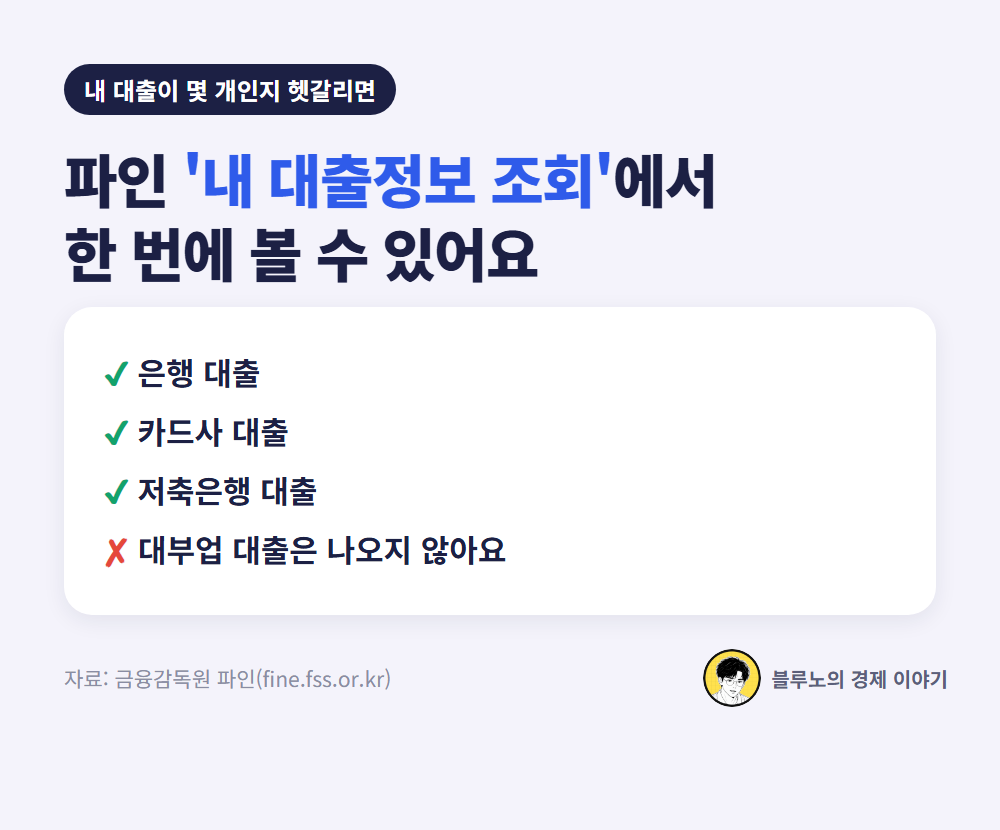 내 대출이 몇 개인지 헷갈리면
파인 '내 대출정보 조회'에서
한 번에 볼 수 있어요
✔ 은행 대출
✔ 카드사 대출
✔ 저축은행 대출
✘ 대부업 대출은 나오지 않아요
자료: 금융감독원 파인(fine.fss.or.kr)
블루노의 경제 이야기